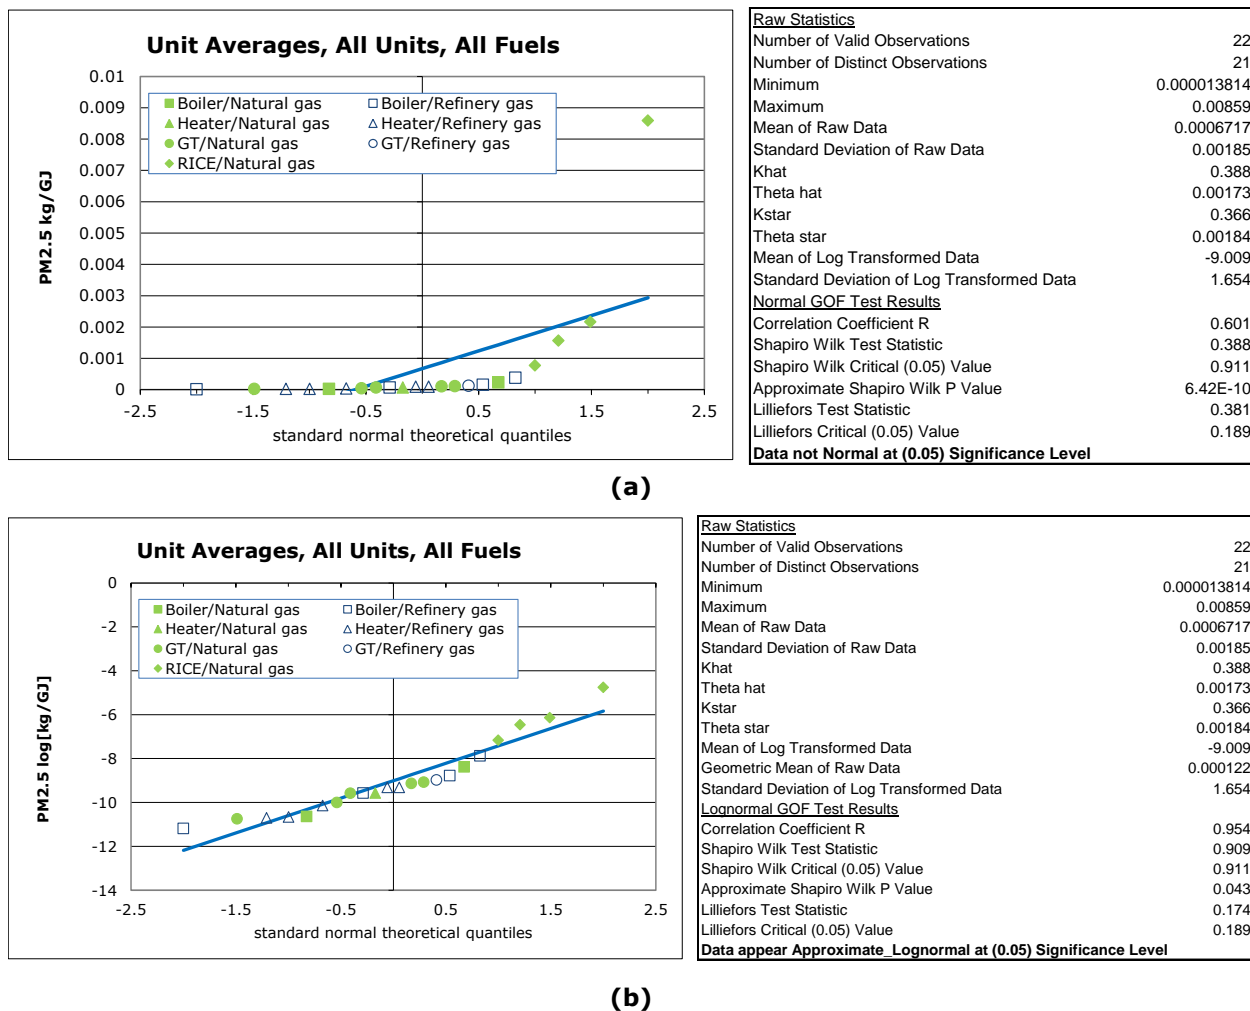 Unit Averages, All Units, All Fuels
0.01
0.009
0.008
0.007
0.006
0.005
0.004
0.003
0.002
0.001
0
PM2.5 kg/GJ
Boiler/Natural gas
Boiler/Refinery gas
Heater/Natural gas
Heater/Refinery gas
GT/Natural gas
GT/Refinery gas
RICE/Natural gas
-2.5 -1.5 -0.5 0.5 1.5 2.5
standard normal theoretical quantiles
Raw Statistics
Number of Valid Observations 22
Number of Distinct Observations 21
Minimum 0.000013814
Maximum 0.00859
Mean of Raw Data 0.0006717
Standard Deviation of Raw Data 0.00185
Khat 0.388
Theta hat 0.00173
Kstar 0.366
Theta star 0.00184
Mean of Log Transformed Data -9.009
Standard Deviation of Log Transformed Data 1.654
Normal GOF Test Results
Correlation Coefficient R 0.601
Shapiro Wilk Test Statistic 0.388
Shapiro Wilk Critical (0.05) Value 0.911
Approximate Shapiro Wilk P Value 6.42E-10
Lilliefors Test Statistic 0.381
Lilliefors Critical (0.05) Value 0.189
Data not Normal at (0.05) Significance Level
(a)
Unit Averages, All Units, All Fuels
0
-2
-4
-6
-8
-10
-12
-14
PM2.5 log[kg/GJ]
Boiler/Natural gas
Boiler/Refinery gas
Heater/Natural gas
Heater/Refinery gas
GT/Natural gas
GT/Refinery gas
RICE/Natural gas
-2.5 -1.5 -0.5 0.5 1.5 2.5
standard normal theoretical quantiles
Raw Statistics
Number of Valid Observations 22
Number of Distinct Observations 21
Minimum 0.000013814
Maximum 0.00859
Mean of Raw Data 0.0006717
Standard Deviation of Raw Data 0.00185
Khat 0.388
Theta hat 0.00173
Kstar 0.366
Theta star 0.00184
Mean of Log Transformed Data -9.009
Geometric Mean of Raw Data 0.000122
Standard Deviation of Log Transformed Data 1.654
Lognormal GOF Test Results
Correlation Coefficient R 0.954
Shapiro Wilk Test Statistic 0.909
Shapiro Wilk Critical (0.05) Value 0.911
Approximate Shapiro Wilk P Value 0.043
Lilliefors Test Statistic 0.174
Lilliefors Critical (0.05) Value 0.189
Data appear Approximate_Lognormal at (0.05) Significance Level
(b)